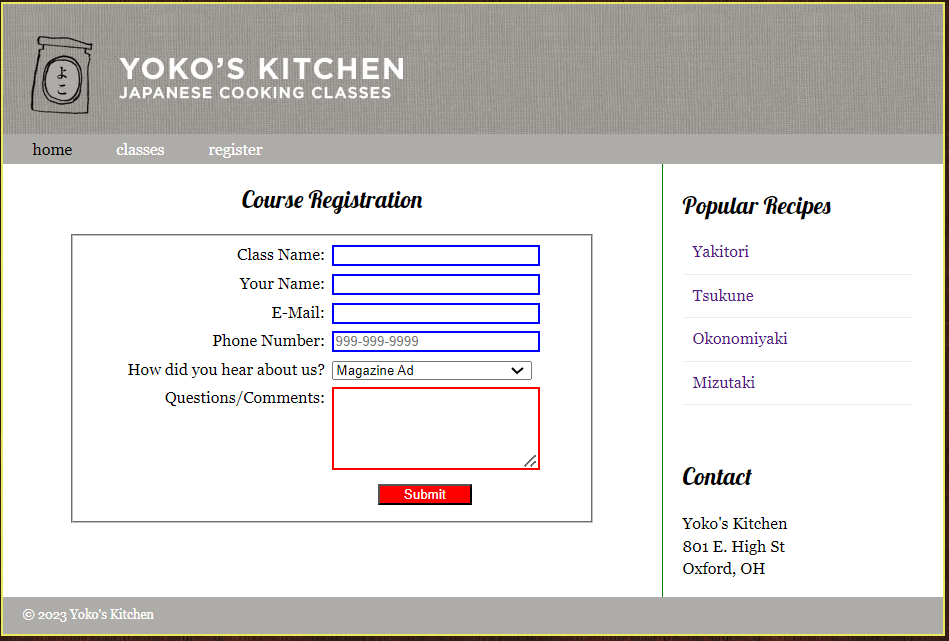 よこ
YOKO'S KITCHEN
JAPANESE COOKING CLASSES
home classes register
Course Registration
Class Name:
Your Name:
E-Mail:
Phone Number: 999-999-9999
How did you hear about us? Magazine Ad
Questions/Comments:
Submit
Popular Recipes
Yakitori
Tsukune
Okonomiyaki
Mizutaki
Contact
Yoko's Kitchen
801 E. High St
Oxford, OH
© 2023 Yoko's Kitchen